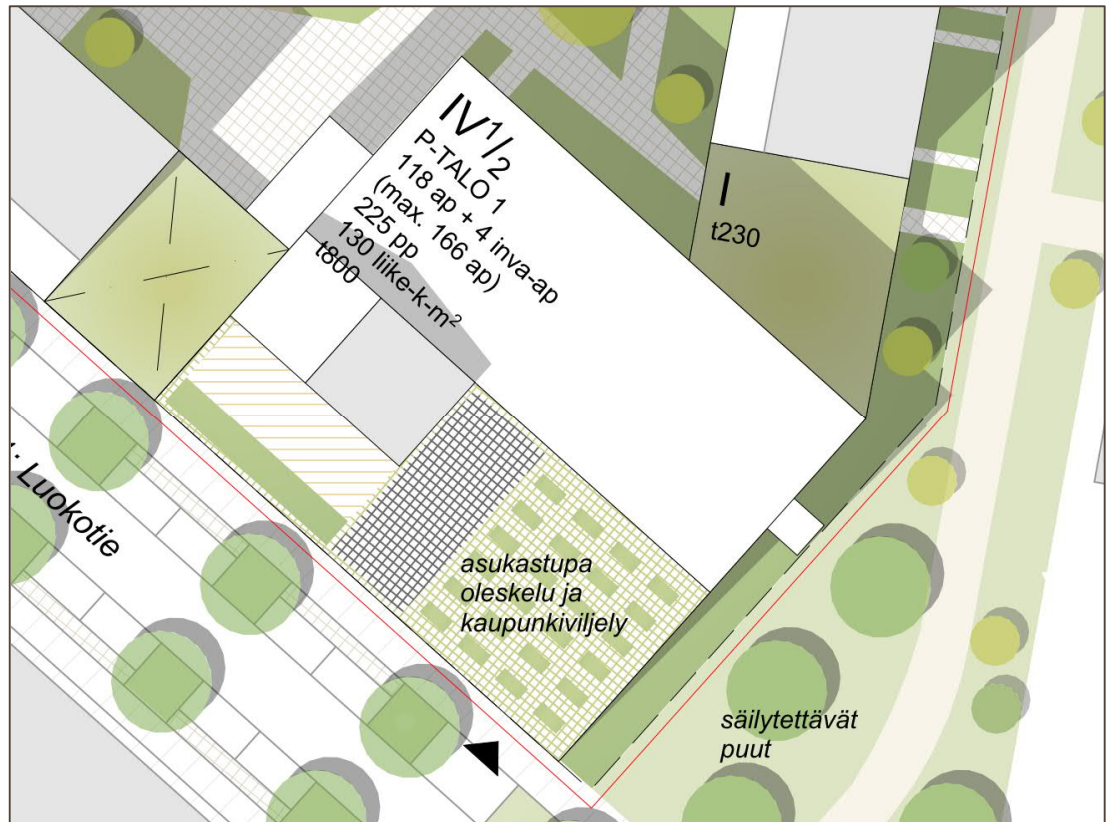 IV½
P-TALO 1
118 ap + 4 inva-ap
(max. 166 ap)
225 pp
130 liike-k-m²
t800
I
t230
Luokotie
asukastupa
oleskelu ja
kaupunkiviljely
säilytettävät
puut